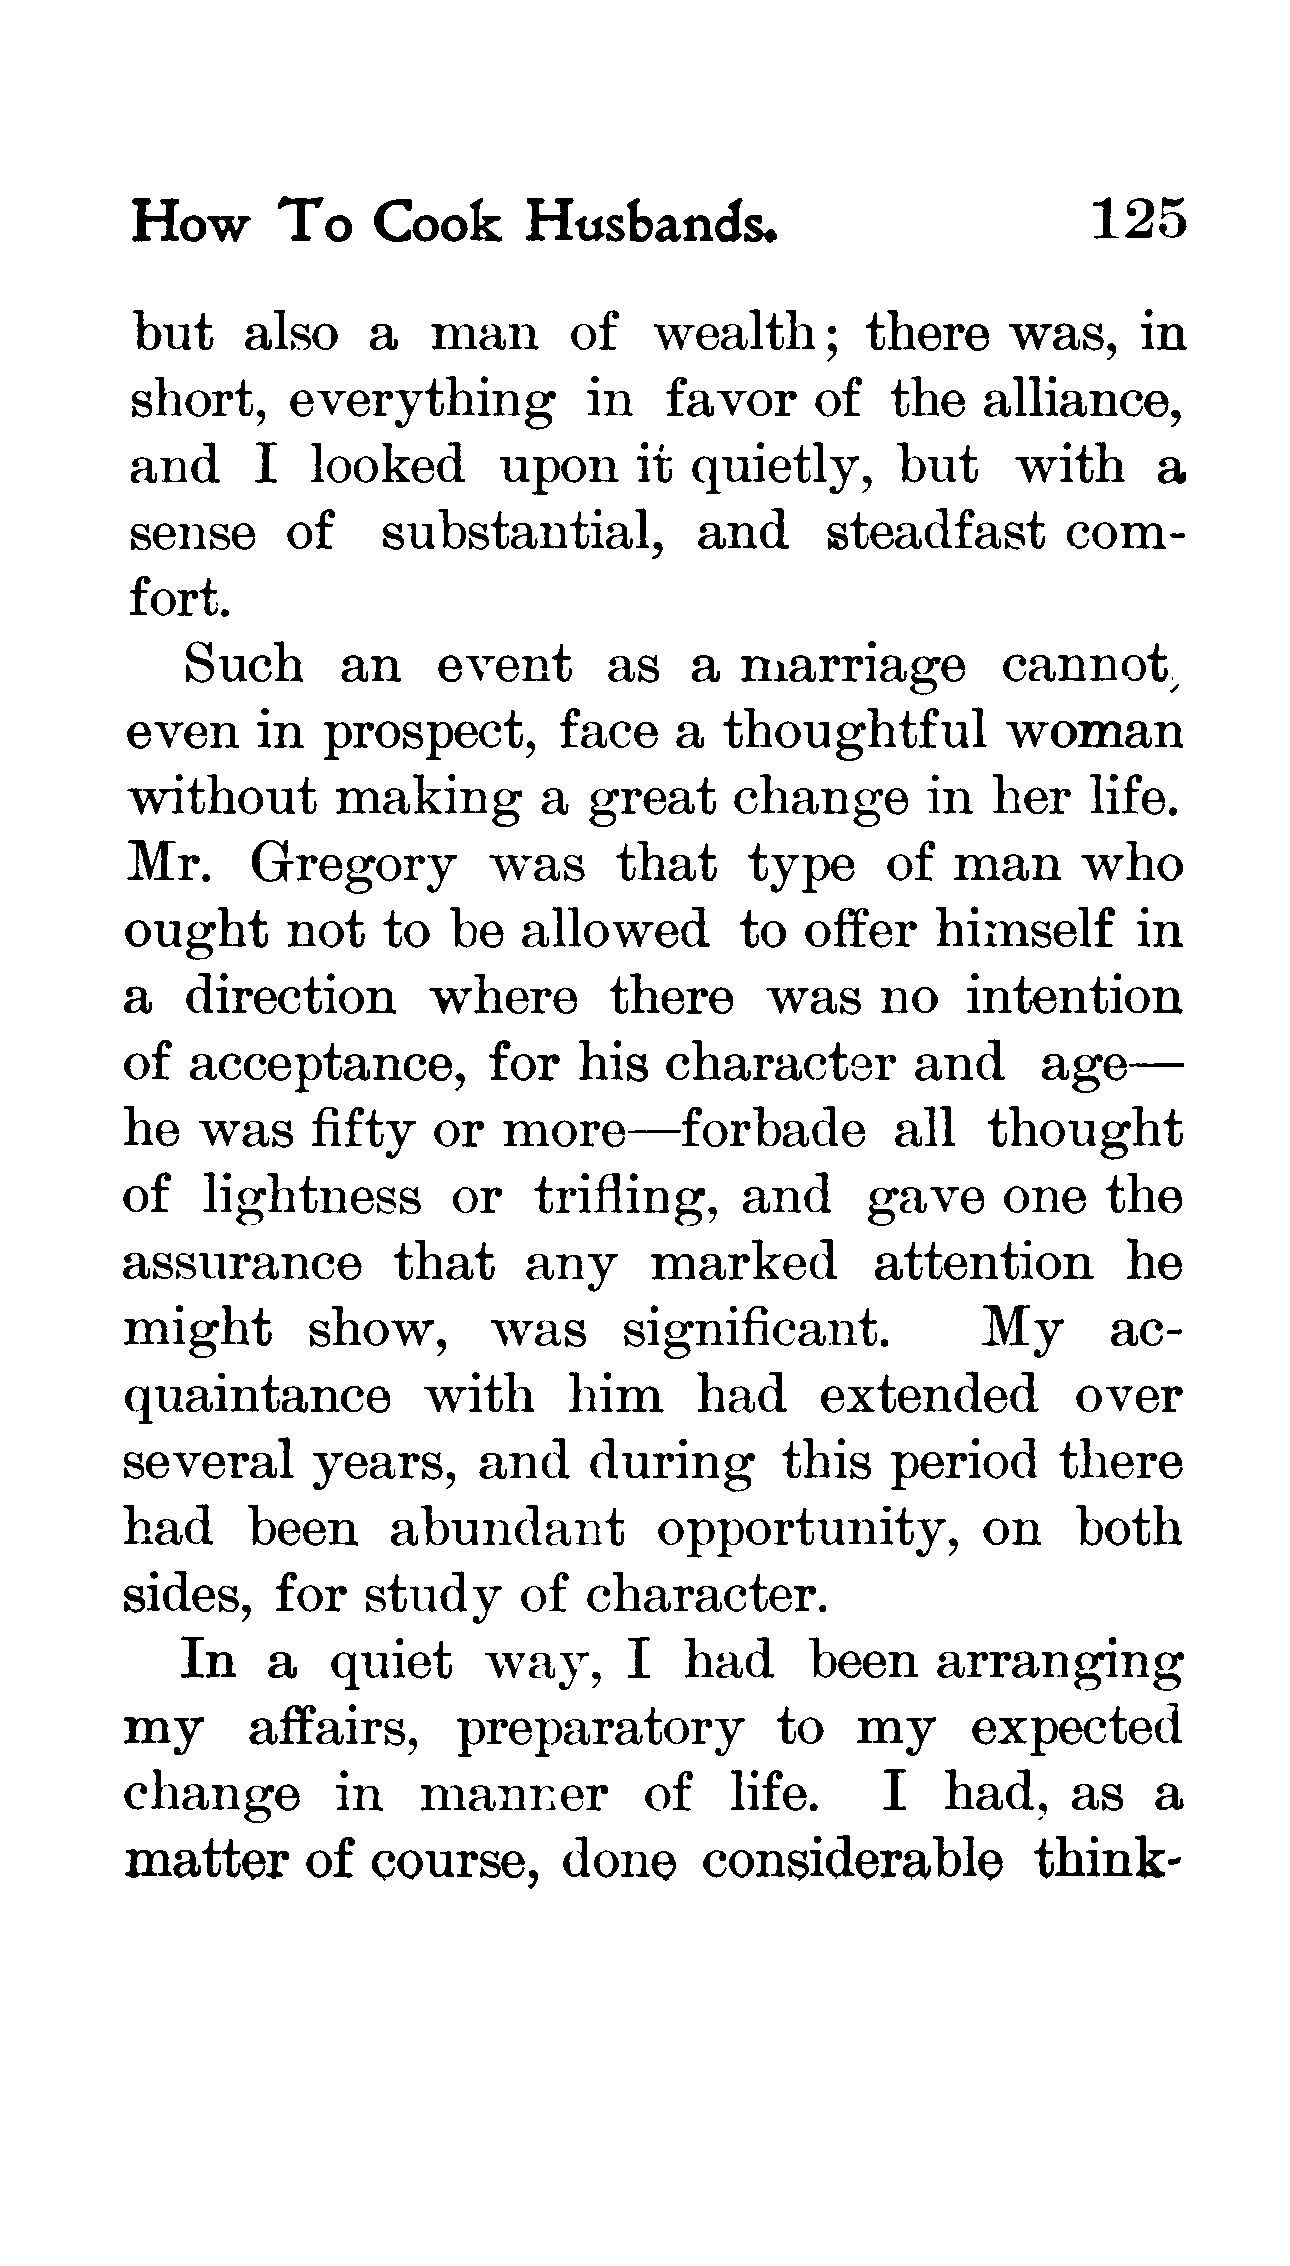 How To Cook Husbands. 125
but also a man of wealth; there was, in
short, everything in favor of the alliance,
and I looked upon it quietly, but with a
sense of substantial, and steadfast com-
fort.
Such an event as a marriage cannot,
even in prospect, face a thoughtful woman
without making a great change in her life.
Mr. Gregory was that type of man who
ought not to be allowed to offer himself in
a direction where there was no intention
of acceptance, for his character and age—
he was fifty or more—forbade all thought
of lightness or trifling, and gave one the
assurance that any marked attention he
might show, was significant. My ac-
quaintance with him had extended over
several years, and during this period there
had been abundant opportunity, on both
sides, for study of character.
In a quiet way, I had been arranging
my affairs, preparatory to my expected
change in manner of life. I had, as a
matter of course, done considerable think-